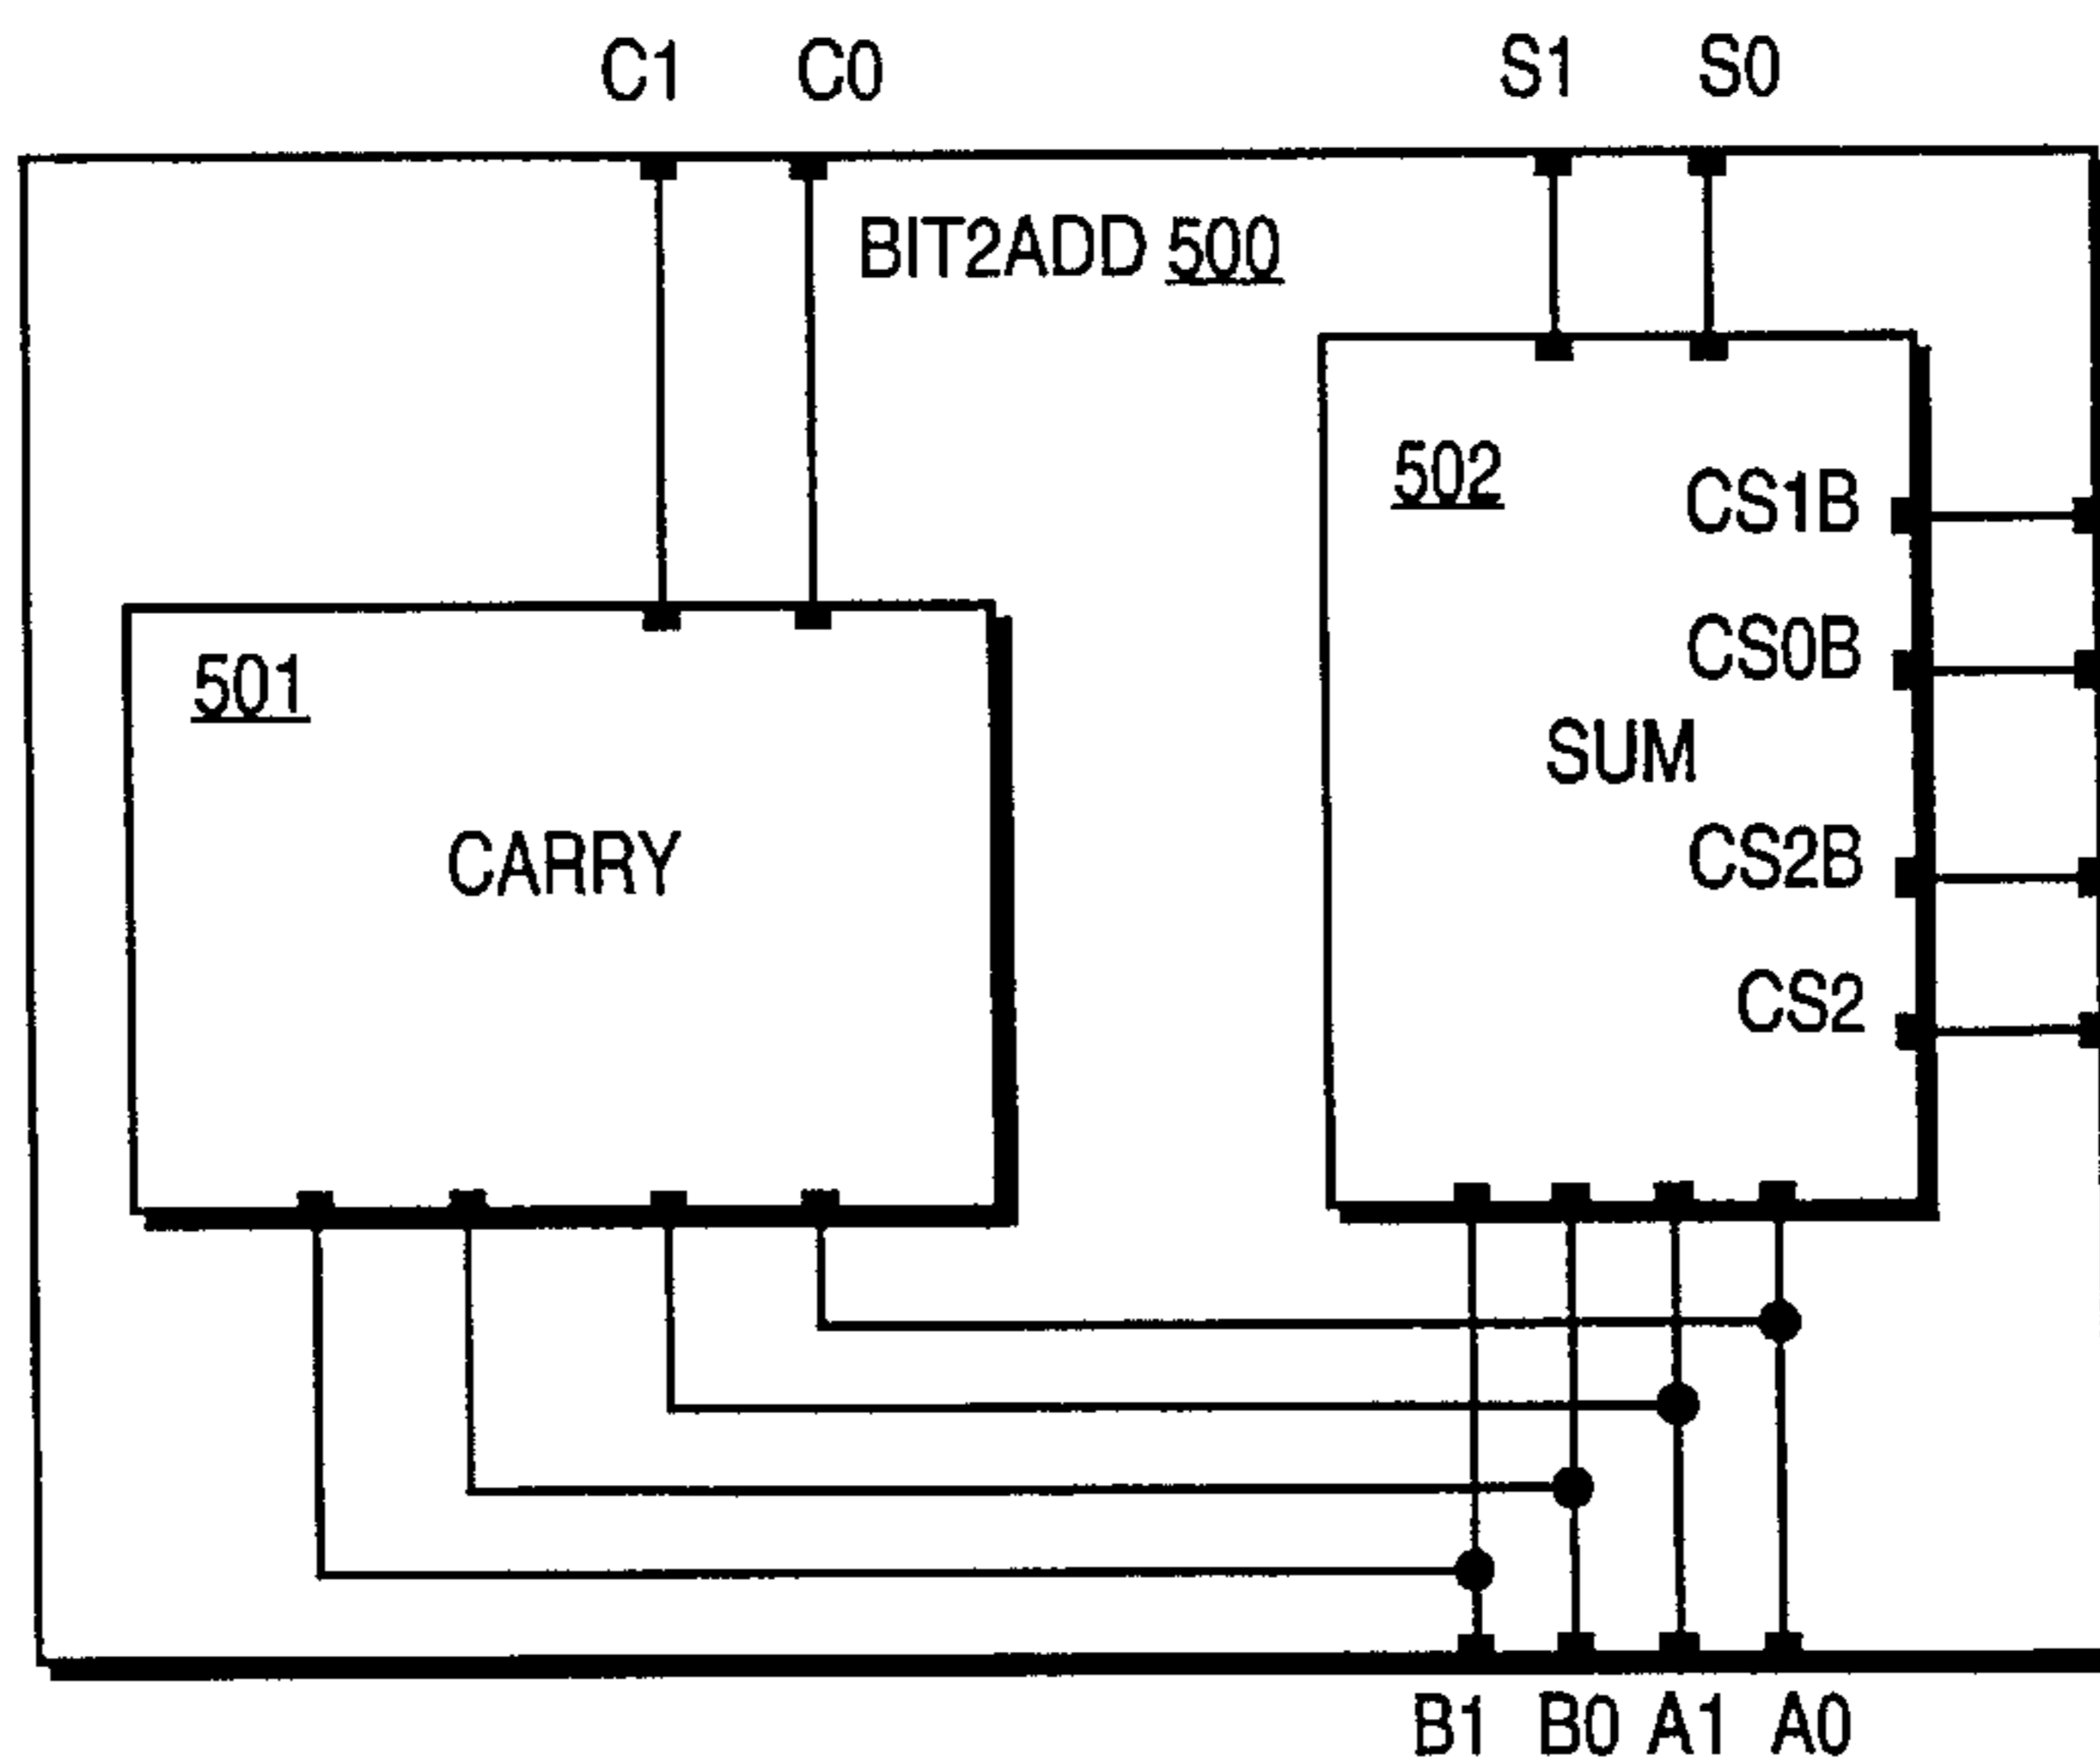 C1 C0 S1 S0
BIT2ADD 500
502
CS1B
CS0B
501
SUM
CARRY
CS2B
CS2
B1 B0 A1 A0